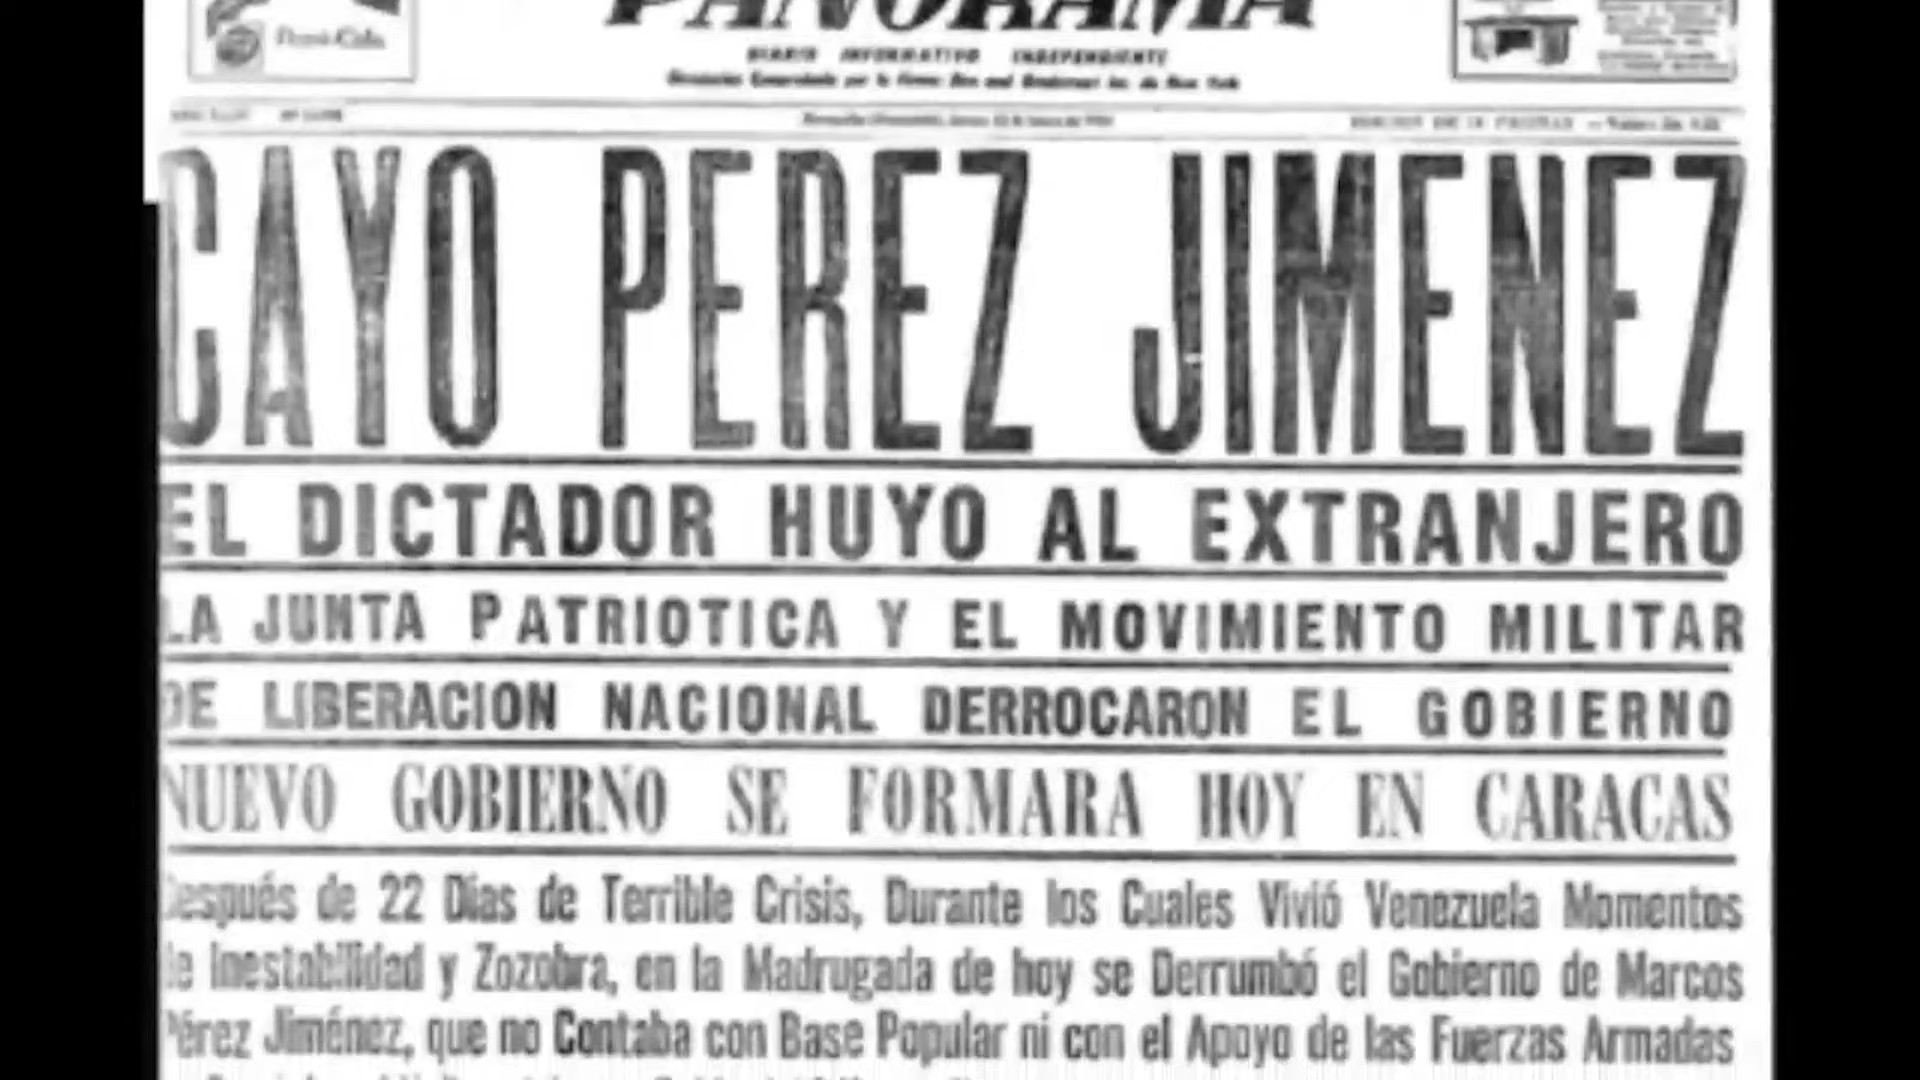 PANORAMA
DIARIO INFORMATIVO INDEPENDIENTE
CAYO PEREZ JIMENEZ
EL DICTADOR HUYO AL EXTRANJERO
LA JUNTA PATRIOTICA Y EL MOVIMIENTO MILITAR
DE LIBERACION NACIONAL DERROCARON EL GOBIERNO
NUEVO GOBIERNO SE FORMARA HOY EN CARACAS
Después de 22 Días de Terrible Crisis, Durante los Cuales Vivió Venezuela Momentos
de Inestabilidad y Zozobra, en la Madrugada de hoy se Derrumbó el Gobierno de Marcos
Pérez Jiménez, que no Contaba con Base Popular ni con el Apoyo de las Fuerzas Armadas